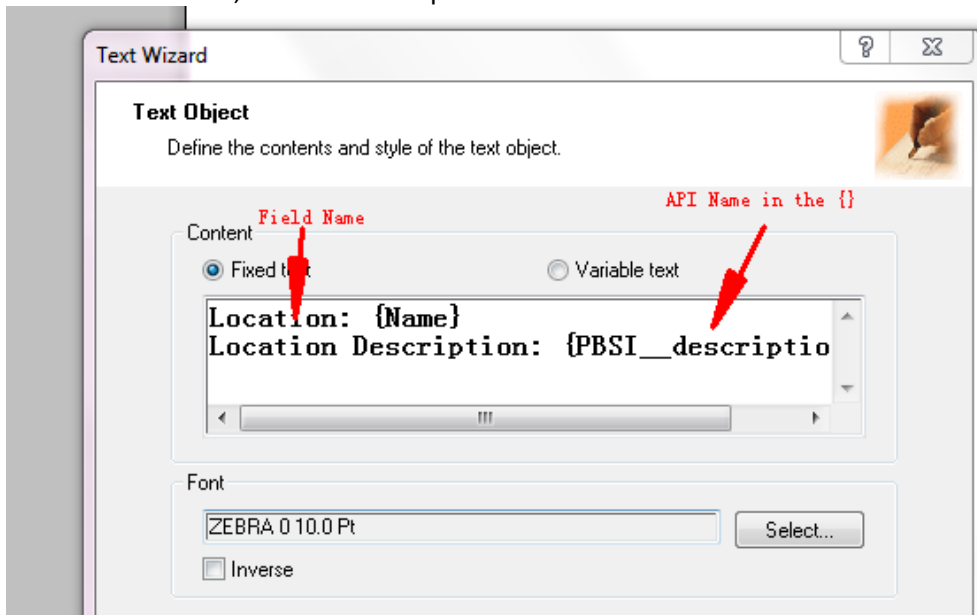 Text Wizard
Text Object
Define the contents and style of the text object.
Field Name
API Name in the {}
Content
Fixed text
Variable text
Location: {Name}
Location Description: {PBSI__descriptio
Font
ZEBRA 0 10.0 Pt
Select...
Inverse